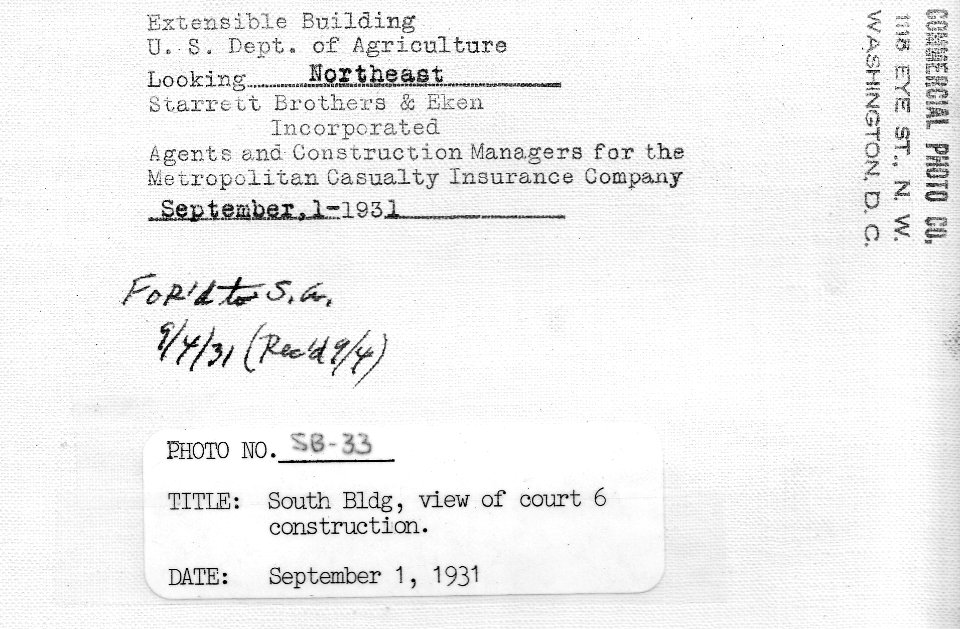 Extensible Building
U. S. Dept. of Agriculture
Looking Northeast
Starrett Brothers & Eken
Incorporated
Agents and Construction Managers for the
Metropolitan Casualty Insurance Company
September,1-1931
For'd to S.G.
9/4/31 (Rec'd 9/4)
PHOTO NO. SB-33
TITLE: South Bldg, view of court 6
construction.
DATE: September 1, 1931
COMMERCIAL PHOTO CO.
1115 EYE ST., N. W.
WASHINGTON, D. C.